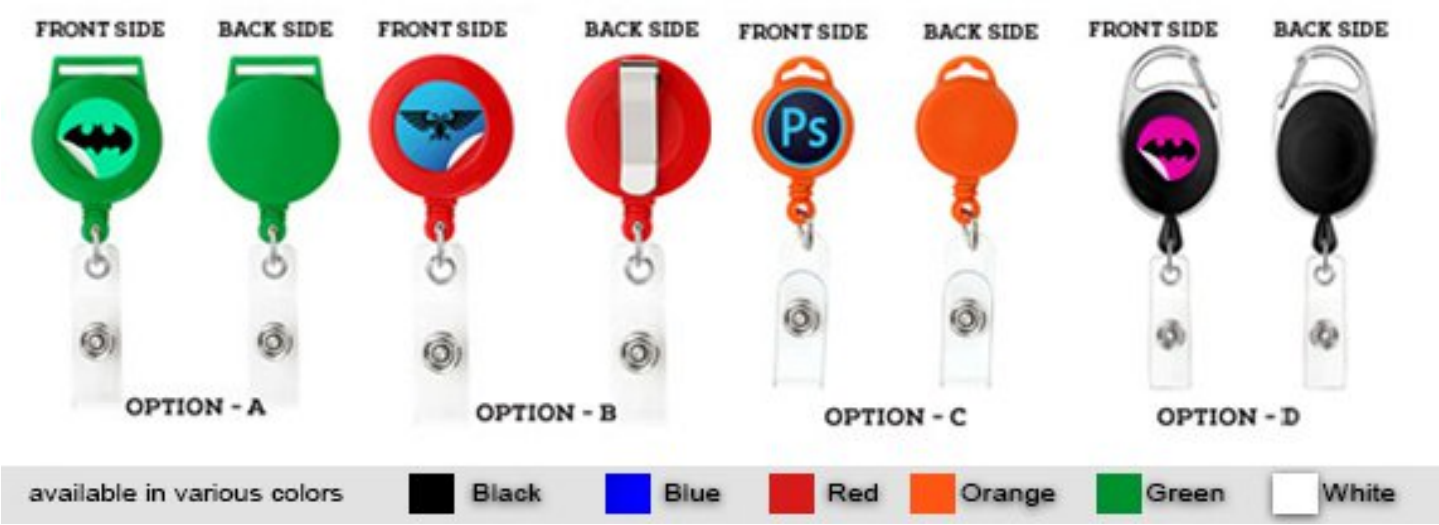 FRONT SIDE BACK SIDE FRONT SIDE BACK SIDE FRONT SIDE BACK SIDE FRONT SIDE BACK SIDE
Ps
OPTION - A OPTION - B OPTION - C OPTION - D
available in various colors Black Blue Red Orange Green White